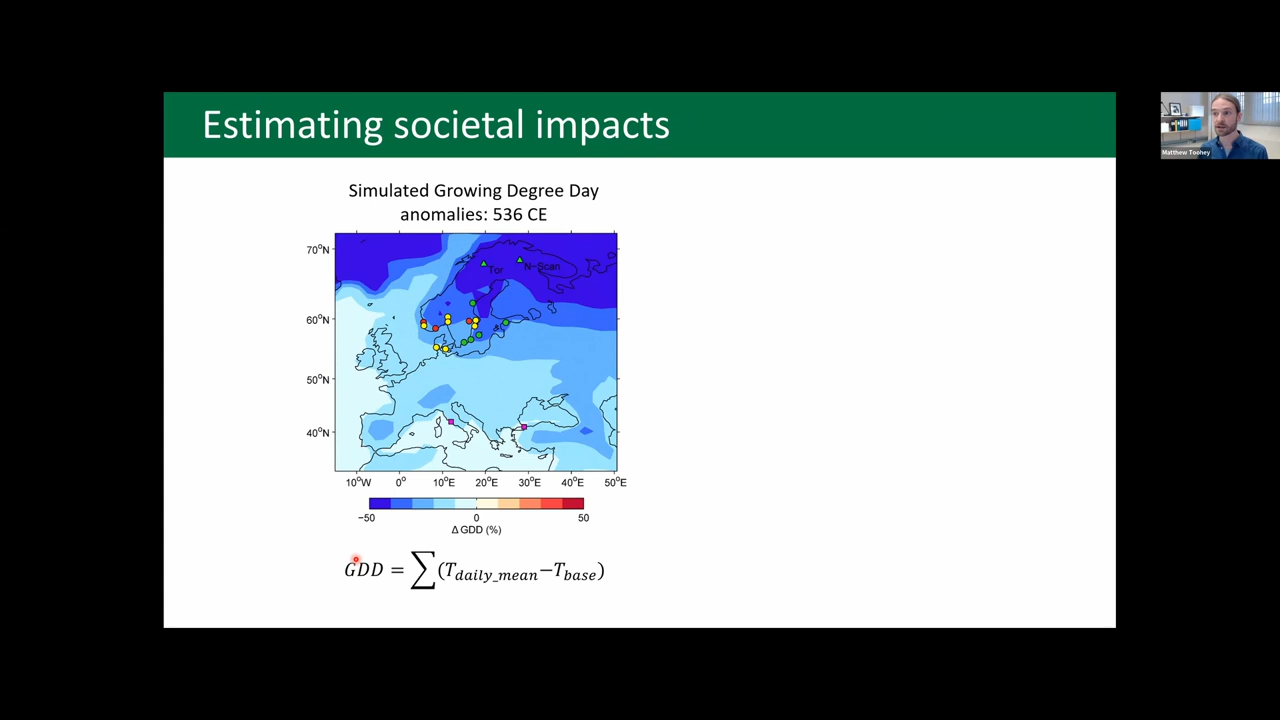 Estimating societal impacts
Matthew Toohey
Simulated Growing Degree Day
anomalies: 536 CE
70°N
60°N
50°N
40°N
Tor
N-Scan
10°W 0° 10°E 20°E 30°E 40°E 50°E
−50 0 50
Δ GDD (%)
GDD = ∑(T_daily_mean−T_base)